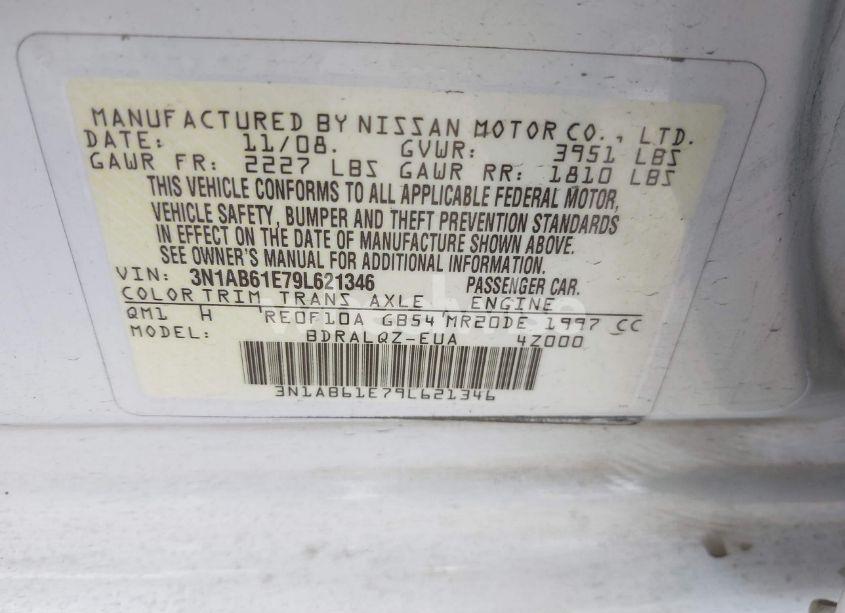 MANUFACTURED BY NISSAN MOTOR CO., LTD.
DATE: 11/08. GVWR: 3951 LBS
GAWR FR: 2227 LBS GAWR RR: 1810 LBS
THIS VEHICLE CONFORMS TO ALL APPLICABLE FEDERAL MOTOR,
VEHICLE SAFETY, BUMPER AND THEFT PREVENTION STANDARDS
IN EFFECT ON THE DATE OF MANUFACTURE SHOWN ABOVE.
SEE OWNER'S MANUAL FOR ADDITIONAL INFORMATION.
VIN: 3N1AB61E79L621346 PASSENGER CAR.
COLOR TRIM TRANS AXLE ENGINE
QM1 H RE0F10A GB54 MR20DE 1997 CC
MODEL: BDRALQZ-EUA 4Z000
3N1AB61E79L621346